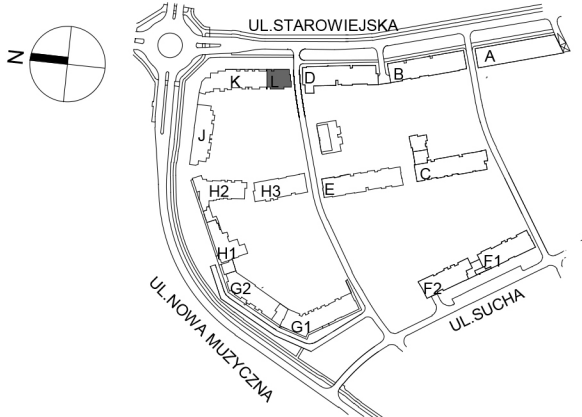 UL.STAROWIEJSKA
N
A
B
D
L
K
J
C
H2
H3
E
H1
F1
F2
G2
G1
UL.SUCHA
UL.NOWA MUZYCZNA